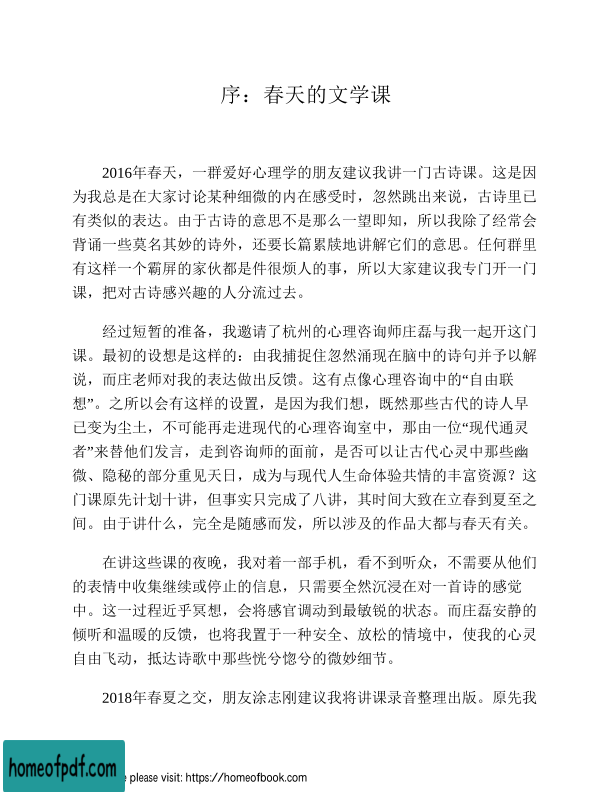 序：春天的文学课
2016年春天，一群爱好心理学的朋友建议我讲一门古诗课。这是因
为我总是在大家讨论某种细微的内在感受时，忽然跳出来说，古诗里已
有类似的表达。由于古诗的意思不是那么一望即知，所以我除了经常会
背诵一些莫名其妙的诗外，还要长篇累牍地讲解它们的意思。任何群里
有这样一个霸屏的家伙都是件很烦人的事，所以大家建议我专门开一门
课，把对古诗感兴趣的人分流过去。
经过短暂的准备，我邀请了杭州的心理咨询师庄磊与我一起开这门
课。最初的设想是这样的：由我捕捉住忽然涌现在脑中的诗句并予以解
说，而庄老师对我的表达做出反馈。这有点像心理咨询中的“自由联
想”。之所以会有这样的设置，是因为我们想，既然那些古代的诗人早
已变为尘土，不可能再走进现代的心理咨询室中，那由一位“现代通灵
者”来替他们发言，走到咨询师的面前，是否可以让古代心灵中那些幽
微、隐秘的部分重见天日，成为与现代人生命体验共情的丰富资源？这
门课原先计划十讲，但事实只完成了八讲，其时间大致在立春到夏至之
间。由于讲什么，完全是随感而发，所以涉及的作品大都与春天有关。
在讲这些课的夜晚，我对着一部手机，看不到听众，不需要从他们
的表情中收集继续或停止的信息，只需要全然沉浸在对一首诗的感觉
中。这一过程近乎冥想，会将感官调动到最敏锐的状态。而庄磊安静的
倾听和温暖的反馈，也将我置于一种安全、放松的情境中，使我的心灵
自由飞动，抵达诗歌中那些恍兮惚兮的微妙细节。
2018年春夏之交，朋友涂志刚建议我将讲课录音整理出版。原先我
homeofpdf.com
e please visit: https://homeofbook.com